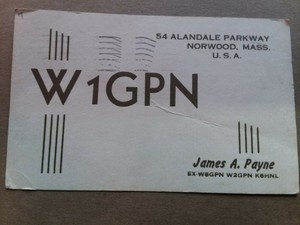 54 ALANDALE PARKWAY
NORWOOD, MASS.
U. S. A.
W1GPN
James A. Payne
EX-W8GPN W2GPN K6HNL